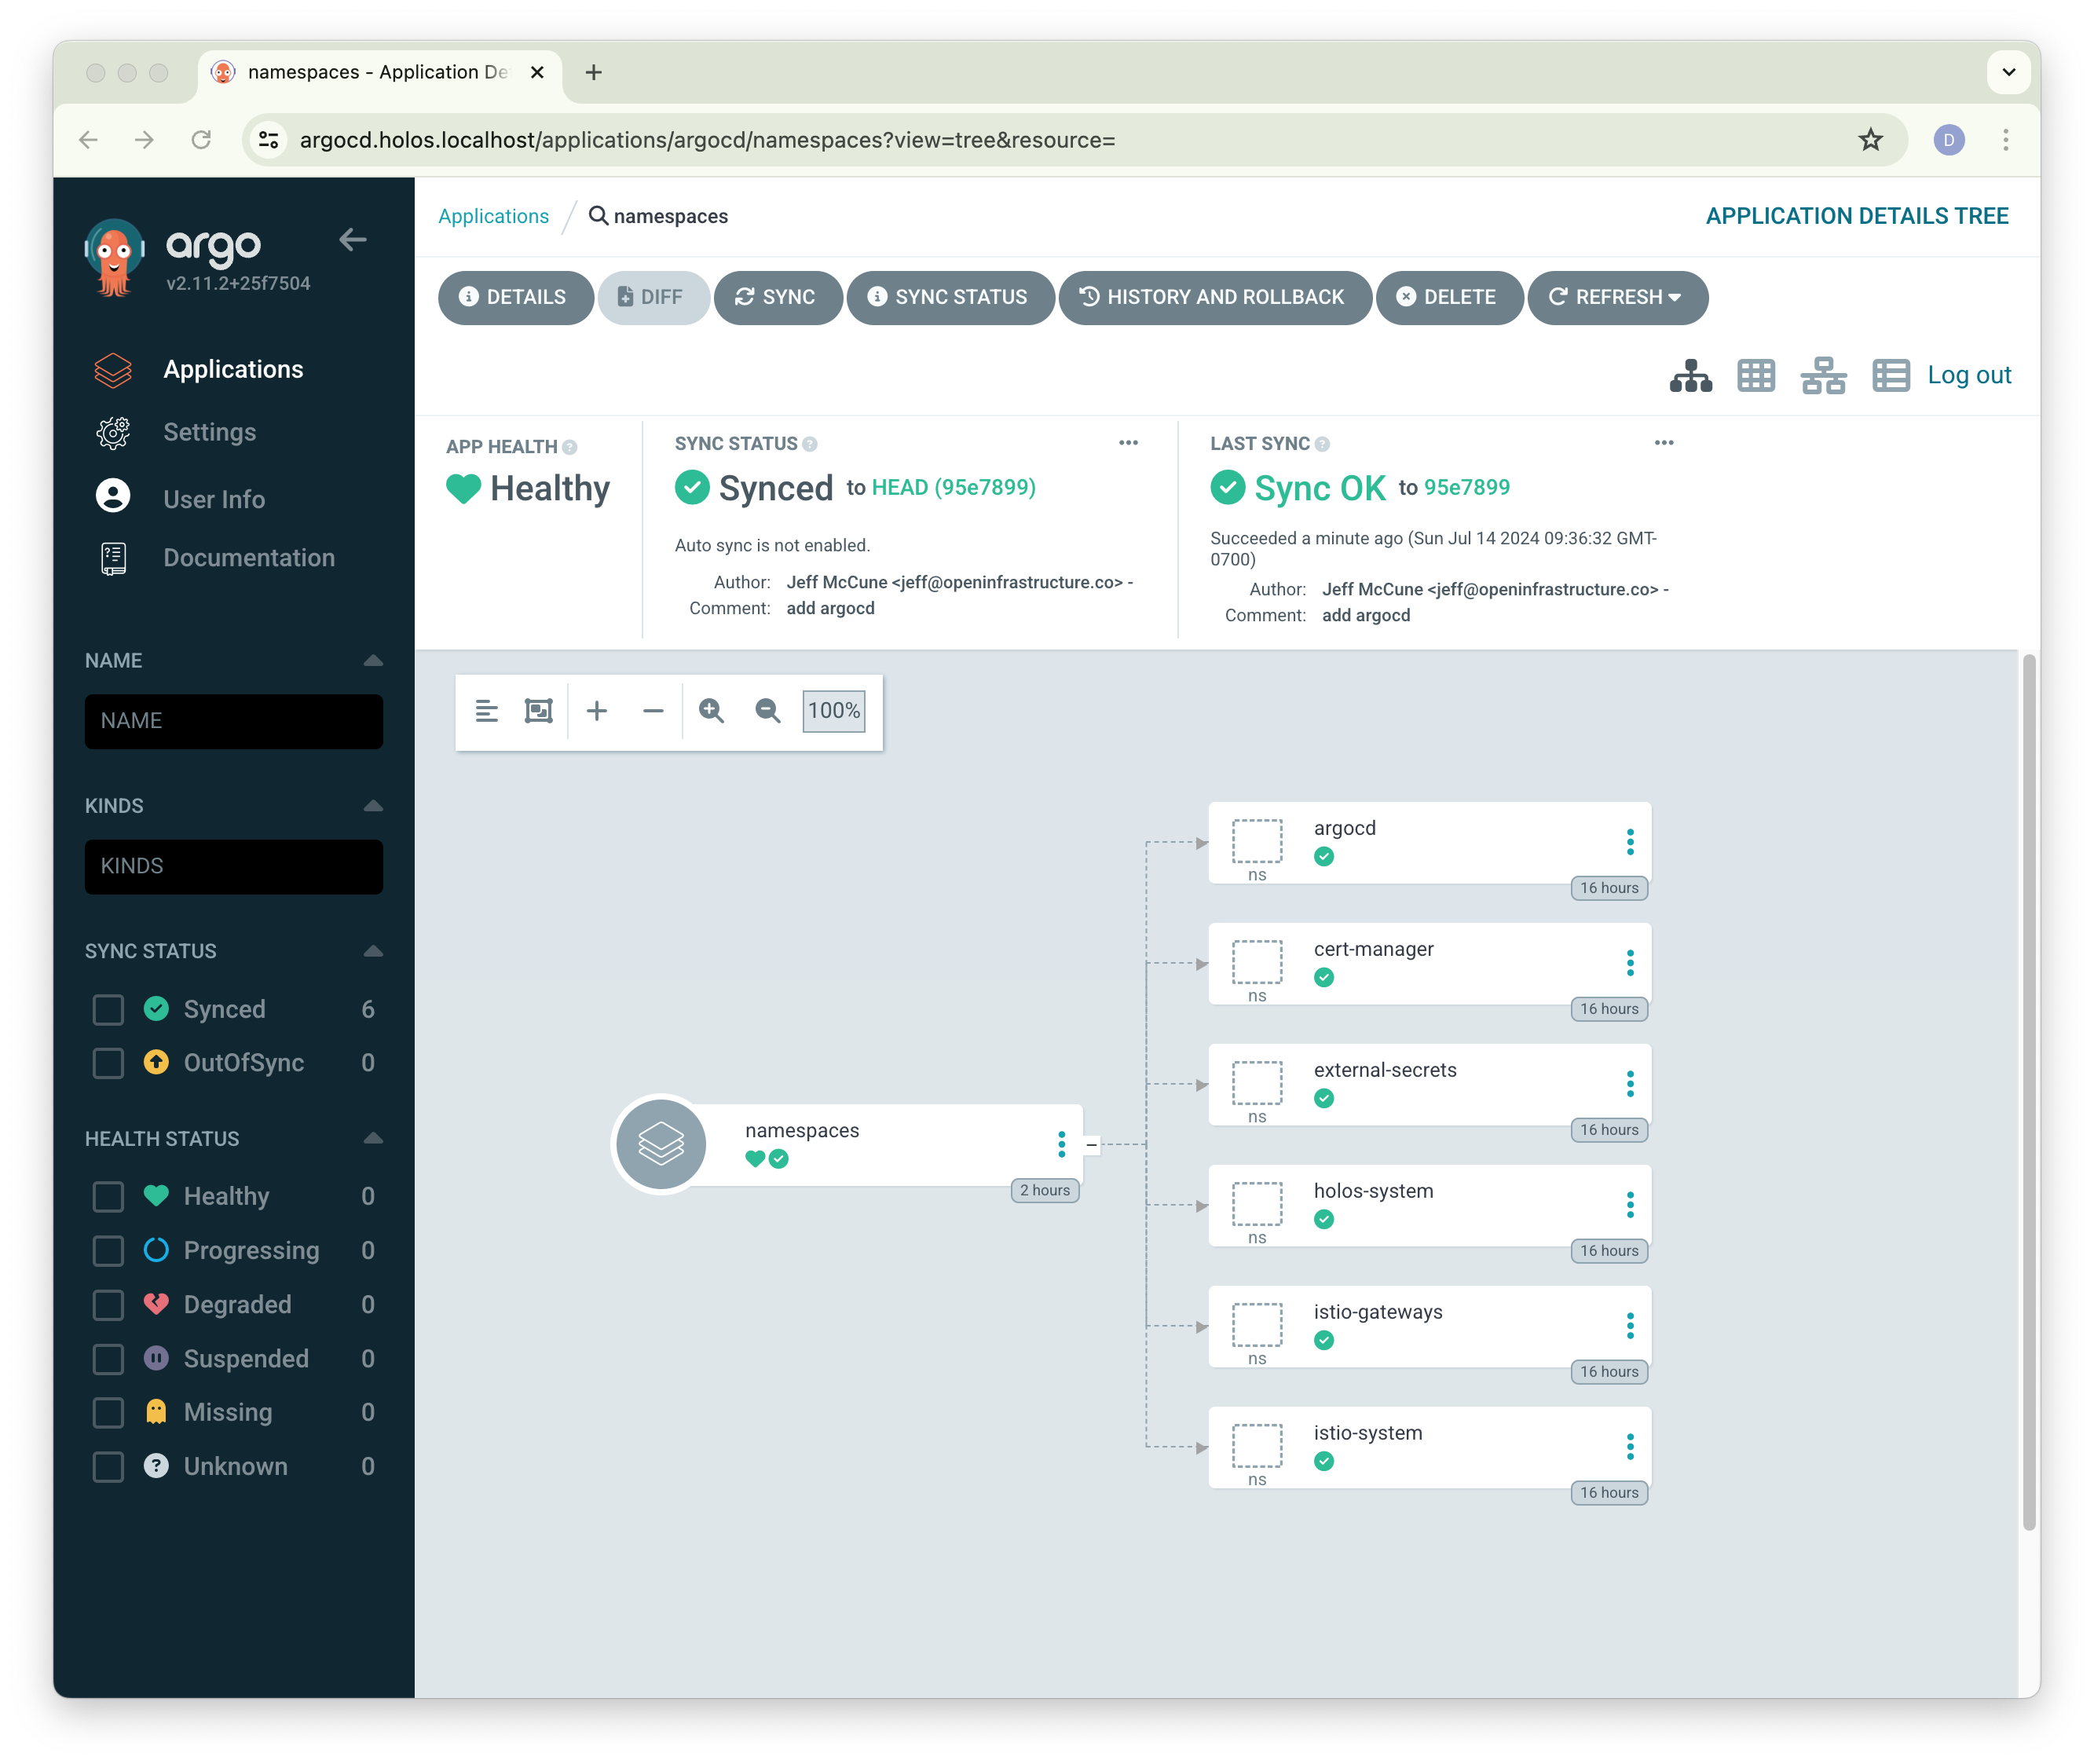 namespaces - Application De
argocd.holos.localhost/applications/argocd/namespaces?view=tree&resource=
D
argo
v2.11.2+25f7504
Applications
Settings
User Info
Documentation
NAME
NAME
KINDS
KINDS
SYNC STATUS
Synced 6
OutOfSync 0
HEALTH STATUS
Healthy 0
Progressing 0
Degraded 0
Suspended 0
Missing 0
Unknown 0
Applications / namespaces
APPLICATION DETAILS TREE
DETAILS DIFF SYNC SYNC STATUS HISTORY AND ROLLBACK DELETE REFRESH
Log out
APP HEALTH
Healthy
SYNC STATUS
Synced to HEAD (95e7899)
Auto sync is not enabled.
Author: Jeff McCune <jeff@openinfrastructure.co> -
Comment: add argocd
LAST SYNC
Sync OK to 95e7899
Succeeded a minute ago (Sun Jul 14 2024 09:36:32 GMT-
0700)
Author: Jeff McCune <jeff@openinfrastructure.co> -
Comment: add argocd
100%
namespaces
2 hours
argocd
ns
16 hours
cert-manager
ns
16 hours
external-secrets
ns
16 hours
holos-system
ns
16 hours
istio-gateways
ns
16 hours
istio-system
ns
16 hours